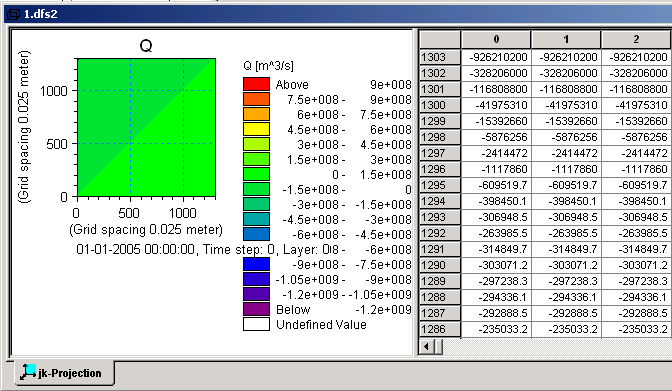 1.dfs2
Q
(Grid spacing 0.025 meter)
1000
500
0
0 500 1000
(Grid spacing 0.025 meter)
01-01-2005 00:00:00, Time step: 0, Layer: 0
Q [m^3/s]
Above 9e+008
7.5e+008 - 9e+008
6e+008 - 7.5e+008
4.5e+008 - 6e+008
3e+008 - 4.5e+008
1.5e+008 - 3e+008
0 - 1.5e+008
-1.5e+008 - 0
-3e+008 - -1.5e+008
-4.5e+008 - -3e+008
-6e+008 - -4.5e+008
- -6e+008
-9e+008 - -7.5e+008
-1.05e+009 - -9e+008
-1.2e+009 - -1.05e+009
Below -1.2e+009
Undefined Value
0 1 2
1303 -926210200 -926210200 -926210200
1302 -328206000 -328206000 -328206000
1301 -116808800 -116808800 -116808800
1300 -41975310 -41975310 -41975310
1299 -15392660 -15392660 -15392660
1298 -5876256 -5876256 -5876256
1297 -2414472 -2414472 -2414472
1296 -1117860 -1117860 -1117860
1295 -609519.7 -609519.7 -609519.7
1294 -398450.1 -398450.1 -398450.1
1293 -306948.5 -306948.5 -306948.5
1292 -263985.5 -263985.5 -263985.5
1291 -314849.7 -314849.7 -314849.7
1290 -303071.2 -303071.2 -303071.2
1289 -297238.3 -297238.3 -297238.3
1288 -294336.1 -294336.1 -294336.1
1287 -292888.5 -292888.5 -292888.5
1286 -235033.2 -235033.2 -235033.2
jk-Projection